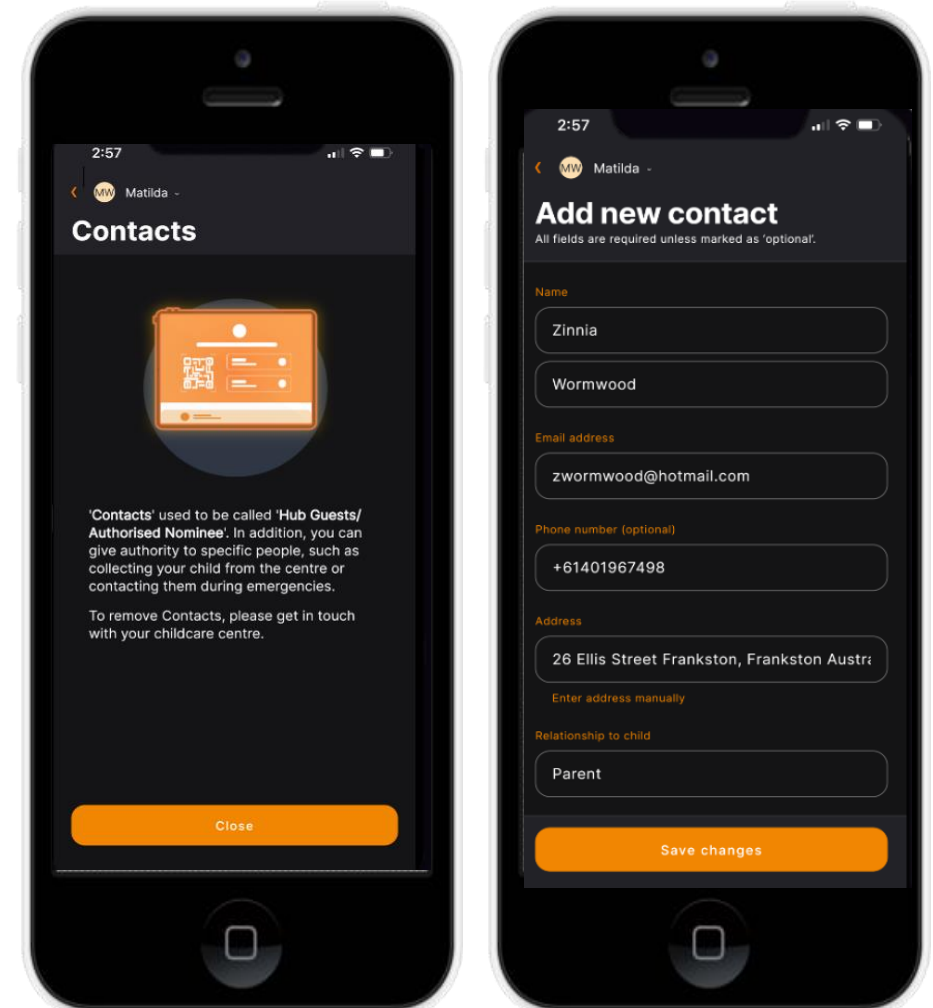 2:57
MW Matilda
Contacts
'Contacts' used to be called 'Hub Guests/
Authorised Nominee'. In addition, you can
give authority to specific people, such as
collecting your child from the centre or
contacting them during emergencies.
To remove Contacts, please get in touch
with your childcare centre.
Close
2:57
MW Matilda
Add new contact
All fields are required unless marked as 'optional'.
Name
Zinnia
Wormwood
Email address
zwormwood@hotmail.com
Phone number (optional)
+61401967498
Address
26 Ellis Street Frankston, Frankston Austra
Enter address manually
Relationship to child
Parent
Save changes